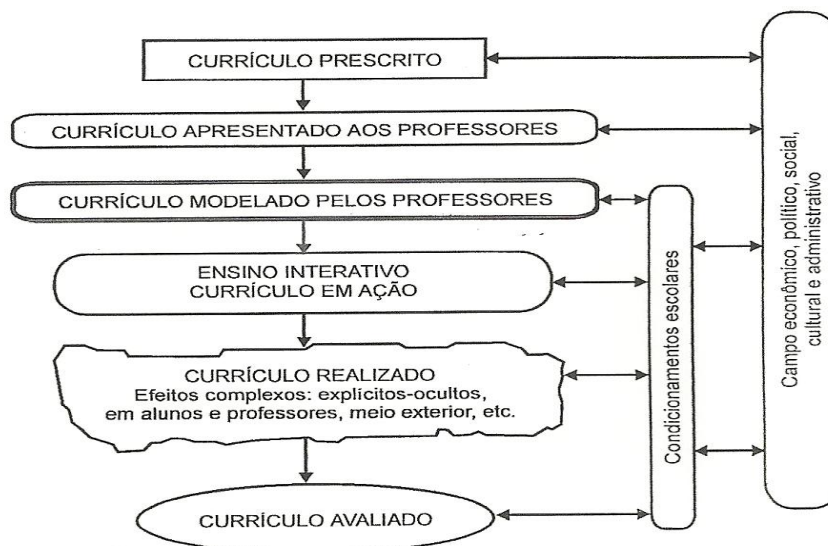 CURRÍCULO PRESCRITO
CURRÍCULO APRESENTADO AOS PROFESSORES
CURRÍCULO MODELADO PELOS PROFESSORES
ENSINO INTERATIVO
CURRÍCULO EM AÇÃO
CURRÍCULO REALIZADO
Efeitos complexos: explícitos-ocultos,
em alunos e professores, meio exterior, etc.
CURRÍCULO AVALIADO
Condicionamentos escolares
Campo econômico, político, social,
cultural e administrativo